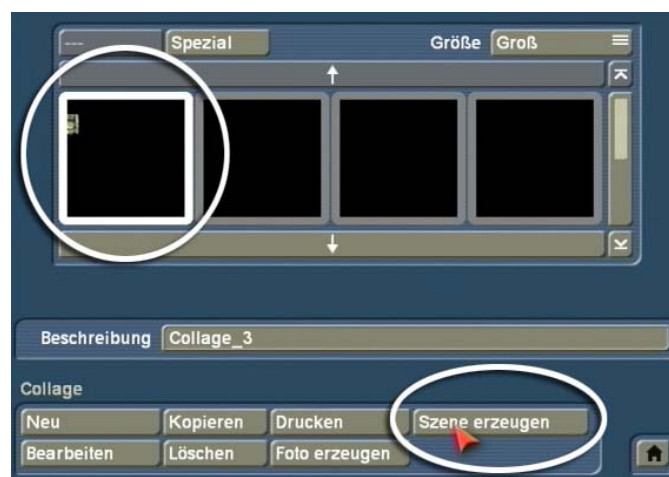 --- Spezial Größe Groß
Beschreibung Collage_3
Collage
Neu Kopieren Drucken Szene erzeugen
Bearbeiten Löschen Foto erzeugen